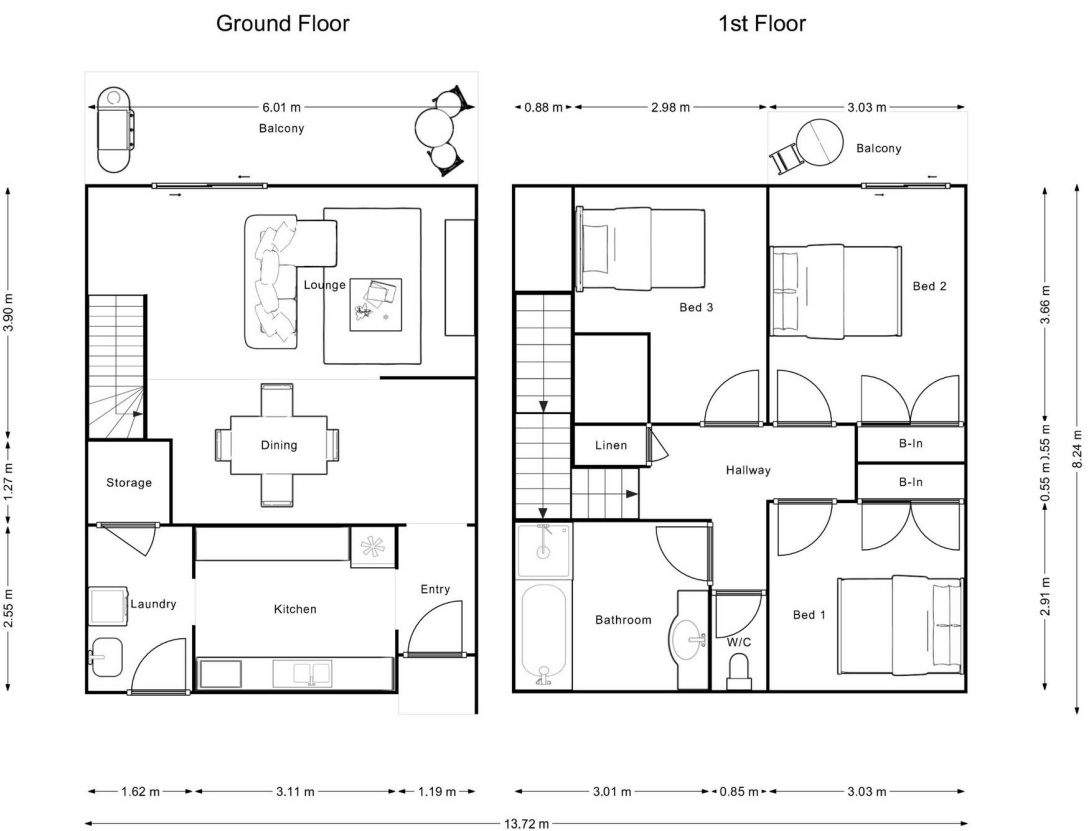 Ground Floor
1st Floor
6.01 m
Balcony
0.88 m
2.98 m
3.03 m
Balcony
Lounge
Bed 3
Bed 2
3.90 m
3.66 m
Dining
Linen
Hallway
B-In
B-In
Storage
1.27 m
0.55 m
8.24 m
Laundry
Kitchen
Entry
Bathroom
W/C
Bed 1
2.55 m
2.91 m
1.62 m
3.11 m
1.19 m
3.01 m
0.85 m
3.03 m
13.72 m